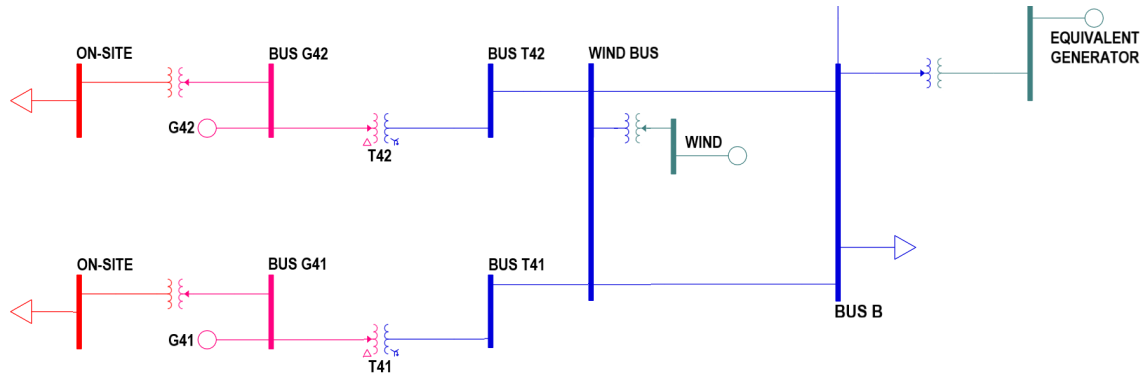 ON-SITE
BUS G42
BUS T42
WIND BUS
EQUIVALENT
GENERATOR
G42
T42
WIND
ON-SITE
BUS G41
BUS T41
BUS B
G41
T41